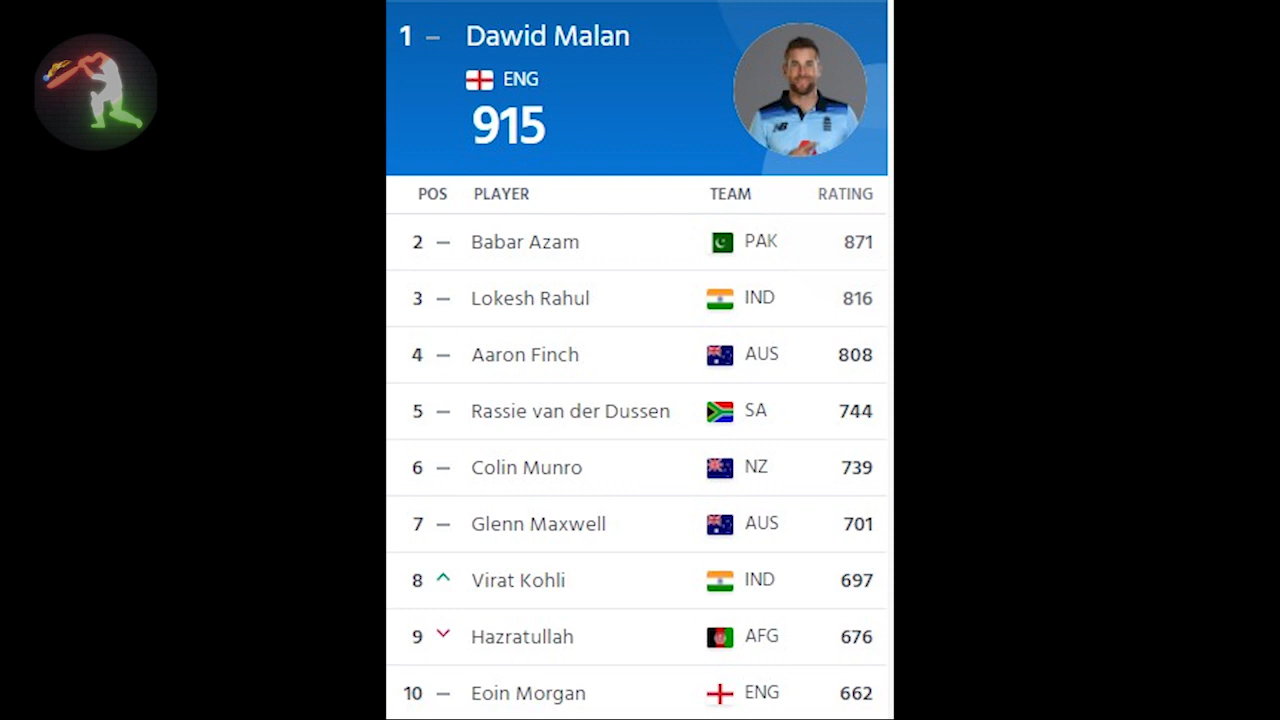 1 – Dawid Malan
ENG
915
POS PLAYER TEAM RATING
2 – Babar Azam PAK 871
3 – Lokesh Rahul IND 816
4 – Aaron Finch AUS 808
5 – Rassie van der Dussen SA 744
6 – Colin Munro NZ 739
7 – Glenn Maxwell AUS 701
8 Virat Kohli IND 697
9 Hazratullah AFG 676
10 – Eoin Morgan ENG 662